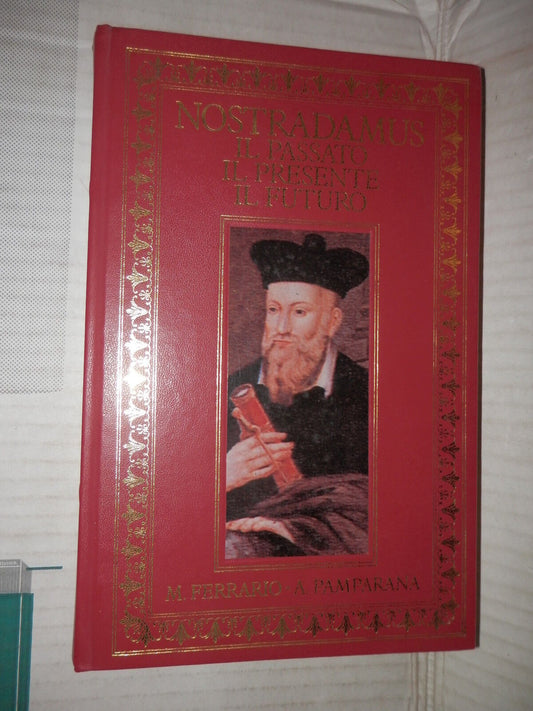 NOSTRADAMUS
IL PASSATO
IL PRESENTE
IL FUTURO
M. FERRARIO - A. PAMPARANA